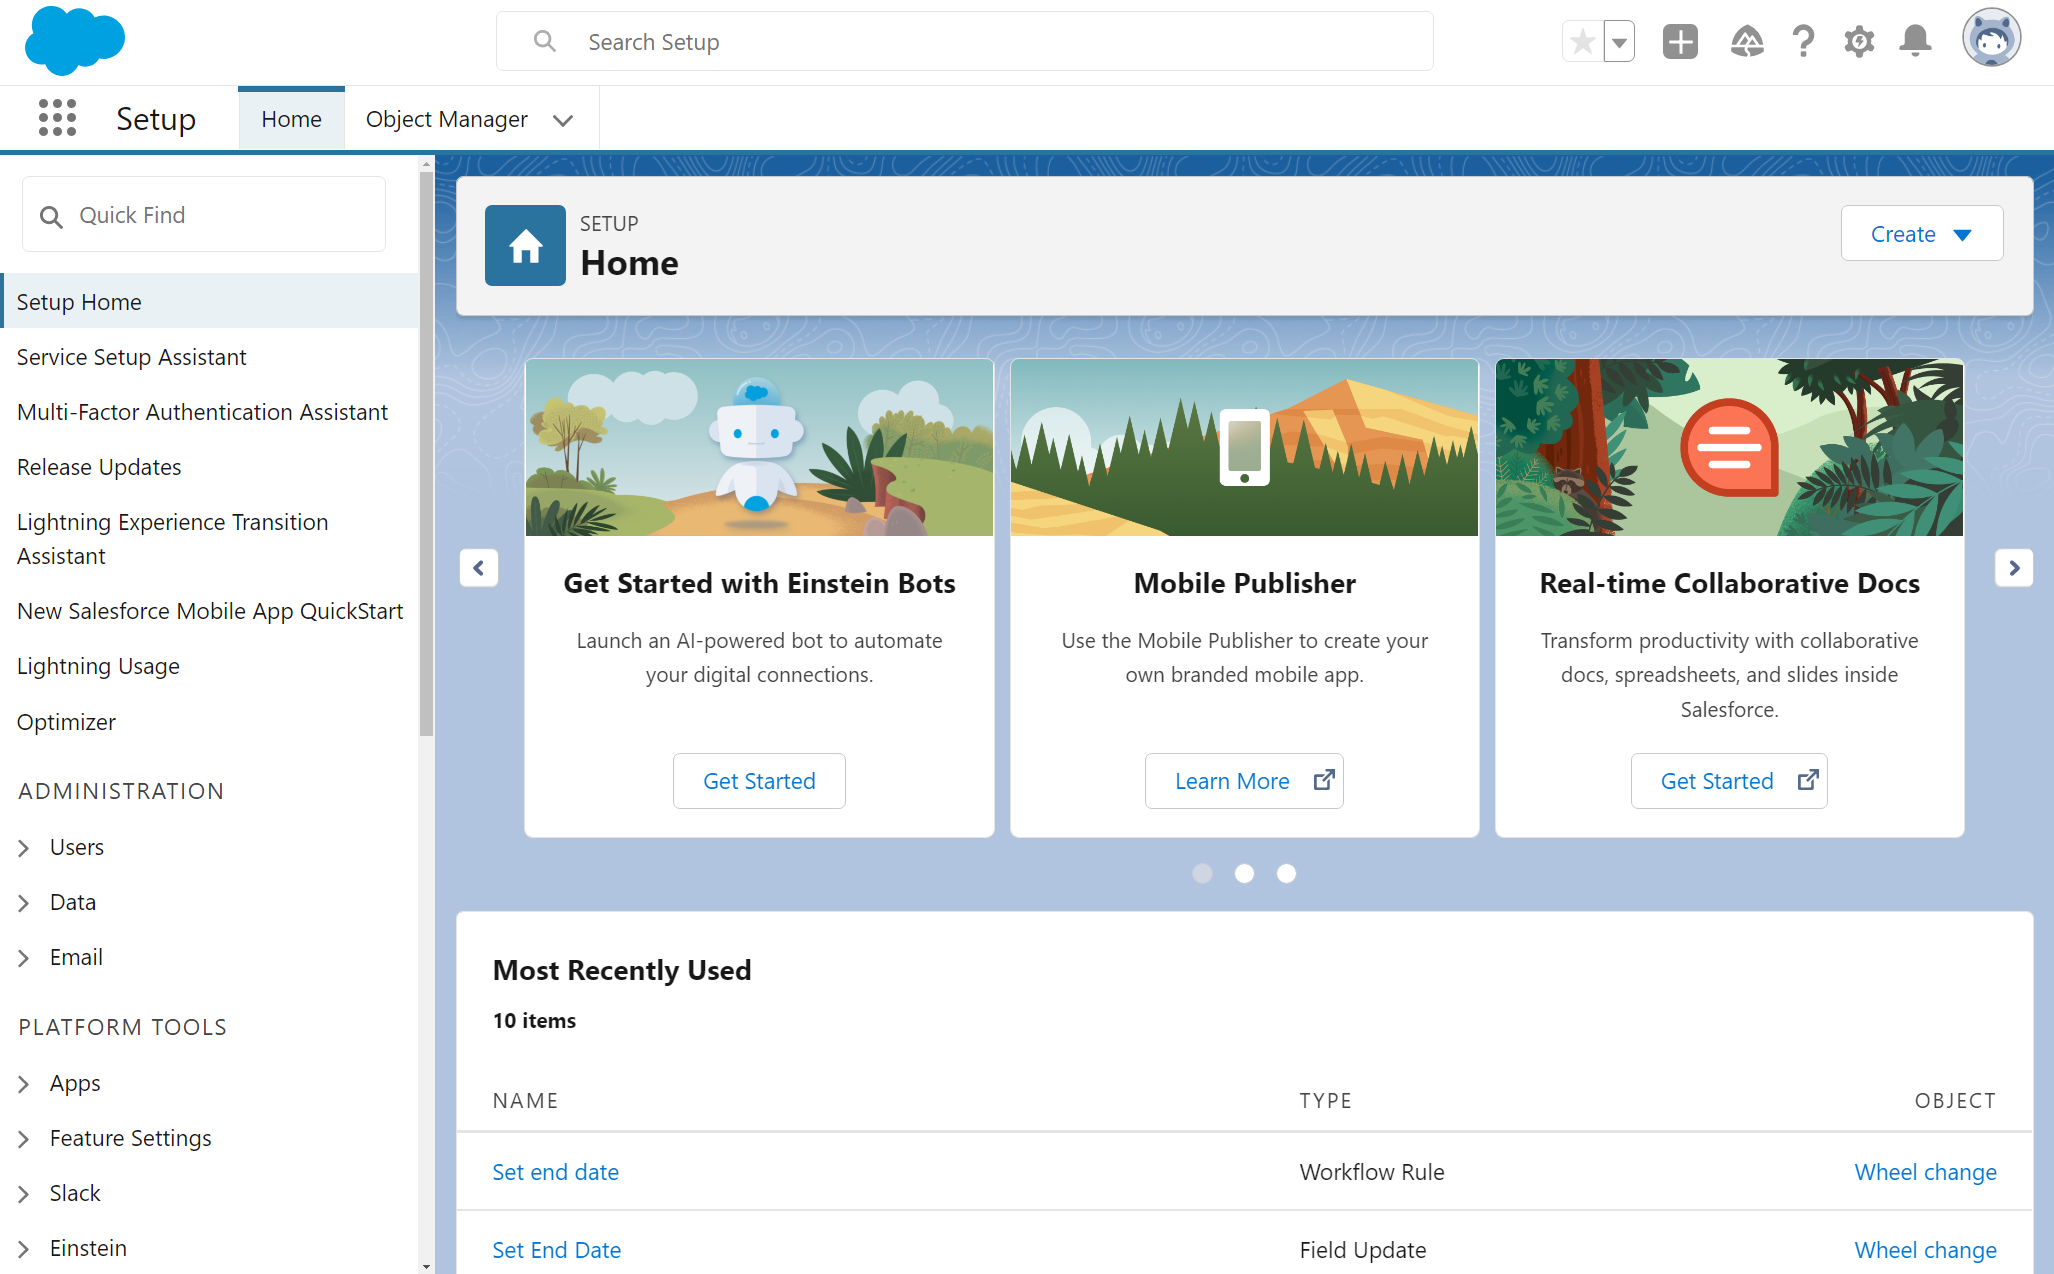 Search Setup
Setup
Home
Object Manager
Quick Find
Setup Home
Service Setup Assistant
Multi-Factor Authentication Assistant
Release Updates
Lightning Experience Transition
Assistant
New Salesforce Mobile App QuickStart
Lightning Usage
Optimizer
ADMINISTRATION
Users
Data
Email
PLATFORM TOOLS
Apps
Feature Settings
Slack
Einstein
SETUP
Home
Create
Get Started with Einstein Bots
Launch an AI-powered bot to automate
your digital connections.
Get Started
Mobile Publisher
Use the Mobile Publisher to create your
own branded mobile app.
Learn More
Real-time Collaborative Docs
Transform productivity with collaborative
docs, spreadsheets, and slides inside
Salesforce.
Get Started
Most Recently Used
10 items
NAME TYPE OBJECT
Set end date Workflow Rule Wheel change
Set End Date Field Update Wheel change